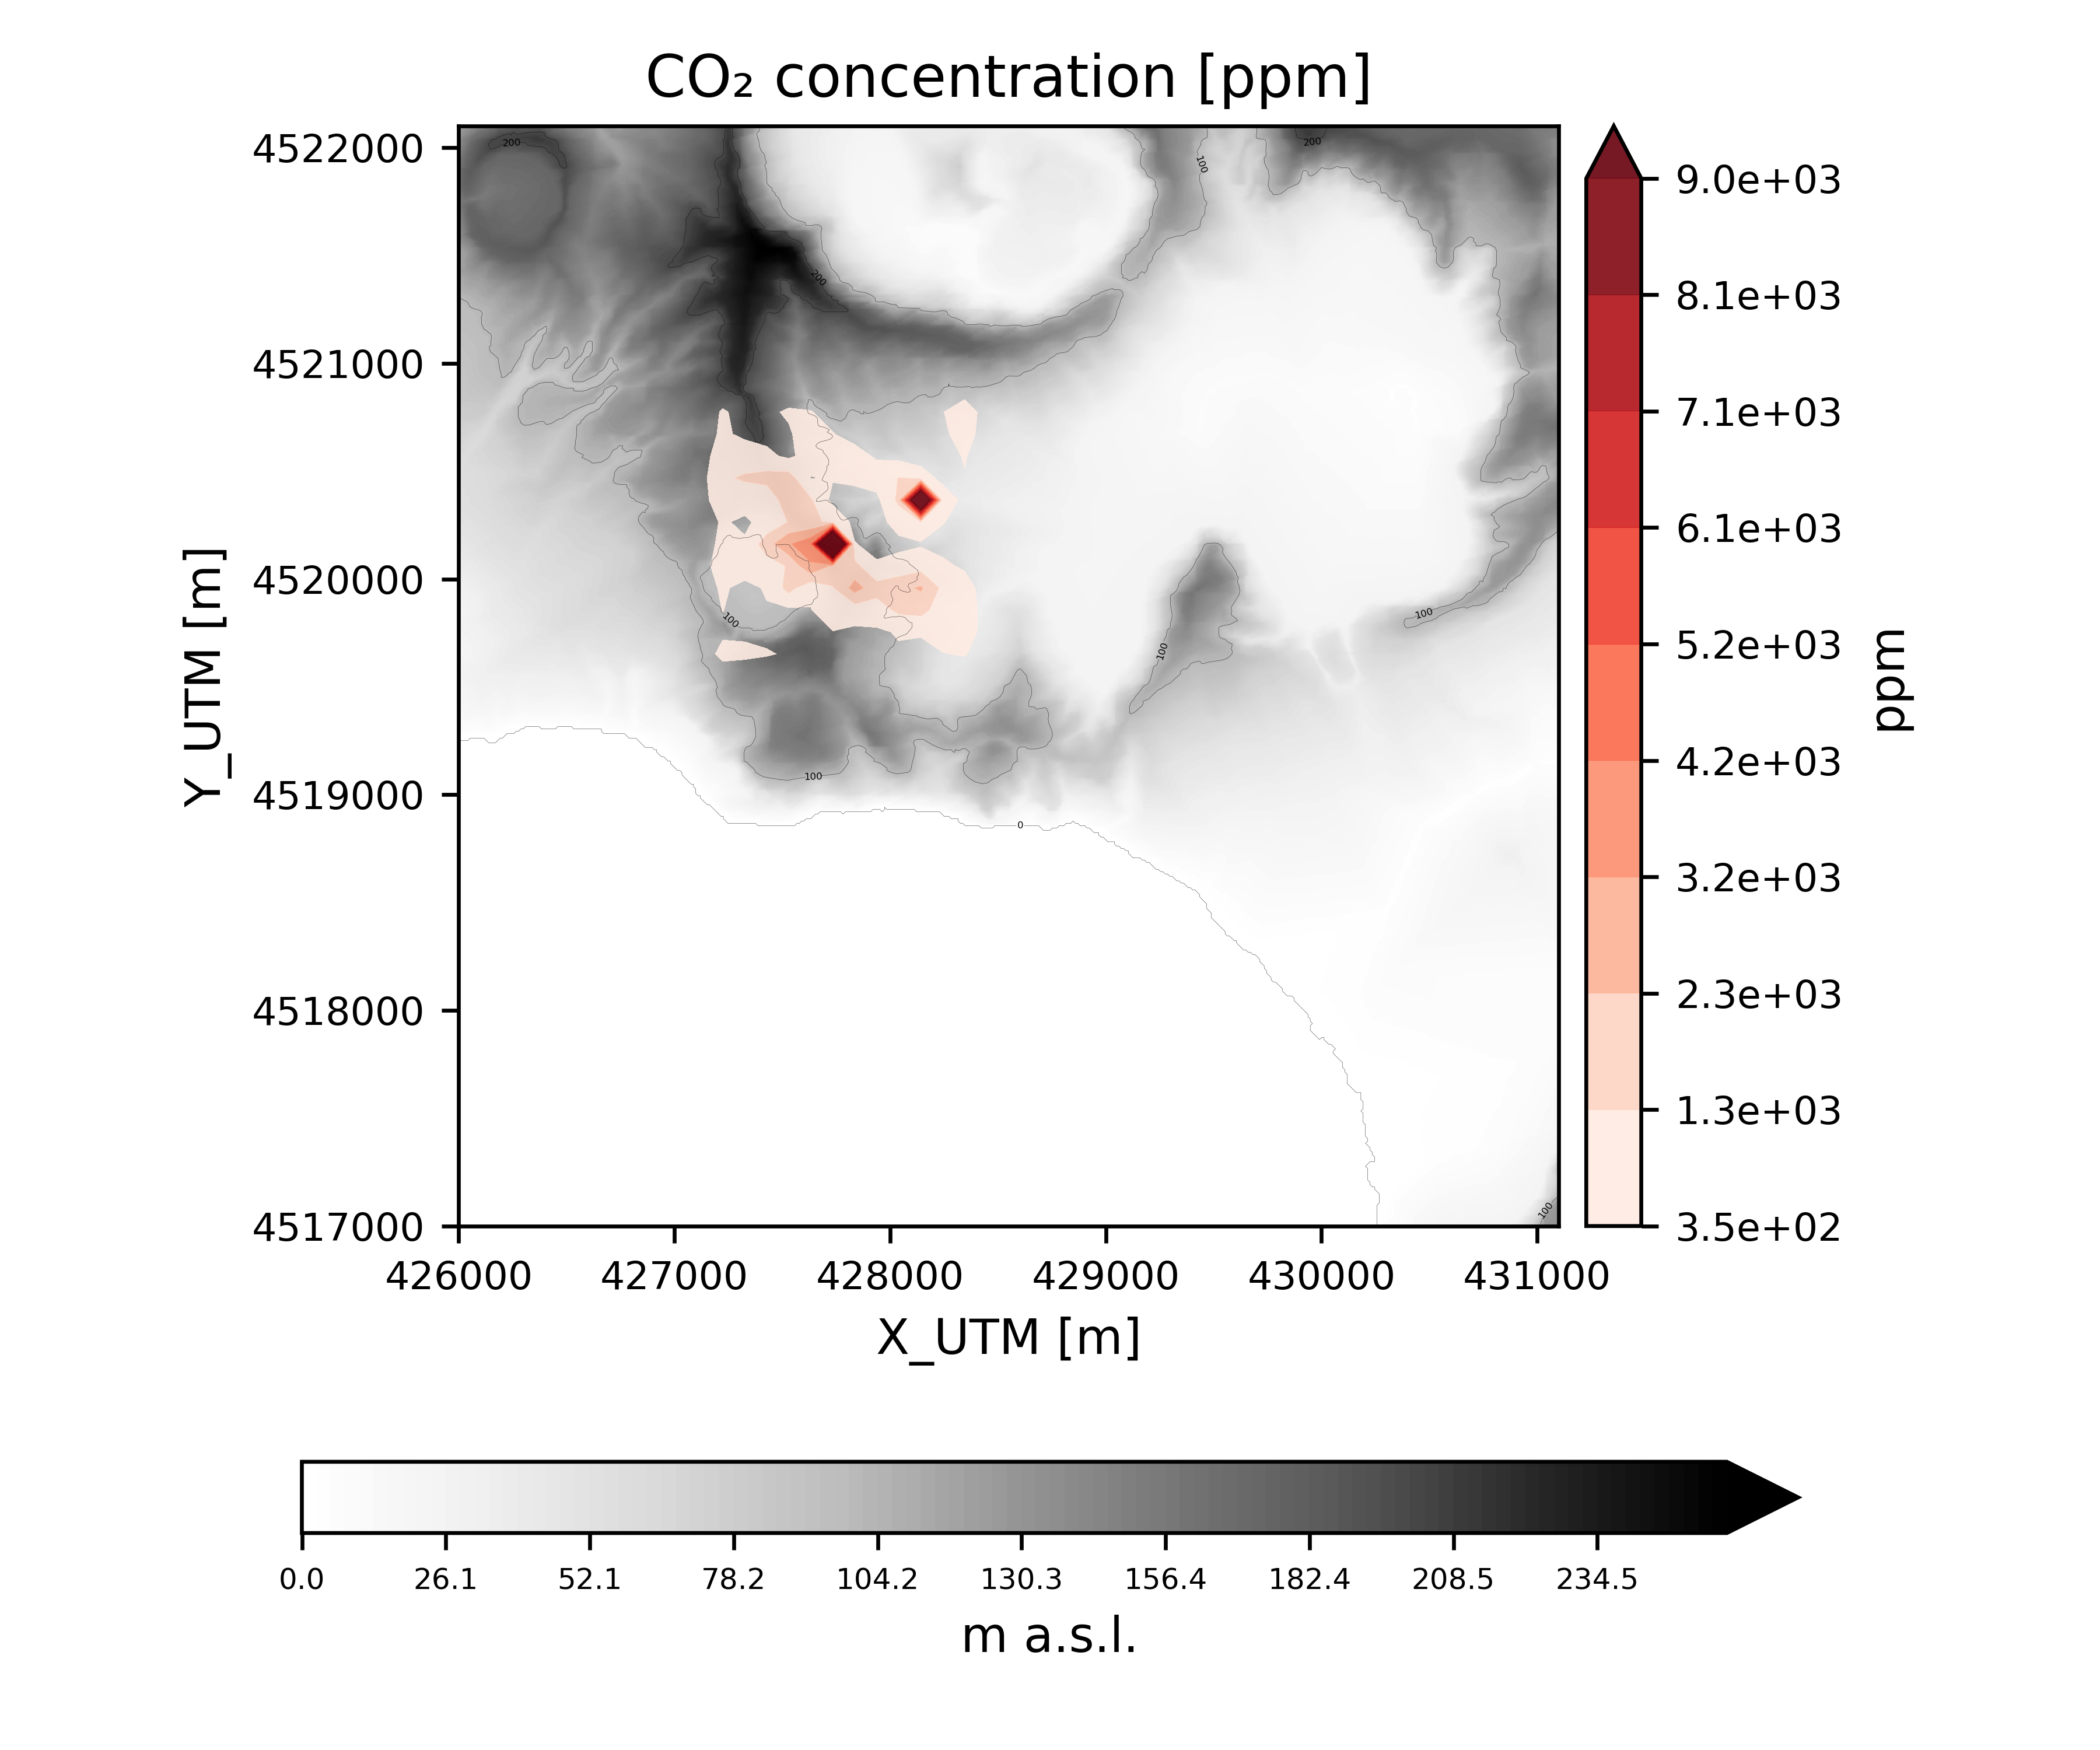 CO₂ concentration [ppm]
4522000
4521000
4520000
4519000
4518000
4517000
Y_UTM [m]
200
200
100
200
100
100
100
100
0
100
426000 427000 428000 429000 430000 431000
X_UTM [m]
9.0e+03
8.1e+03
7.1e+03
6.1e+03
5.2e+03
4.2e+03
3.2e+03
2.3e+03
1.3e+03
3.5e+02
ppm
0.0 26.1 52.1 78.2 104.2 130.3 156.4 182.4 208.5 234.5
m a.s.l.